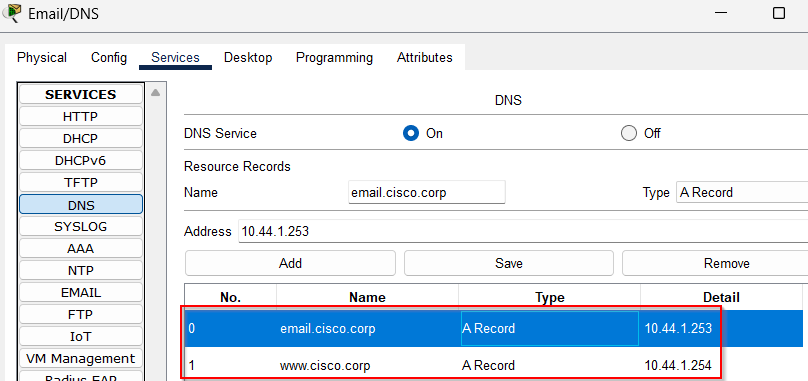 Email/DNS
Physical Config Services Desktop Programming Attributes
SERVICES
HTTP
DHCP
DHCPv6
TFTP
DNS
SYSLOG
AAA
NTP
EMAIL
FTP
IoT
VM Management
Radius EAP
DNS
DNS Service On Off
Resource Records
Name email.cisco.corp Type A Record
Address 10.44.1.253
Add Save Remove
No. Name Type Detail
0 email.cisco.corp A Record 10.44.1.253
1 www.cisco.corp A Record 10.44.1.254